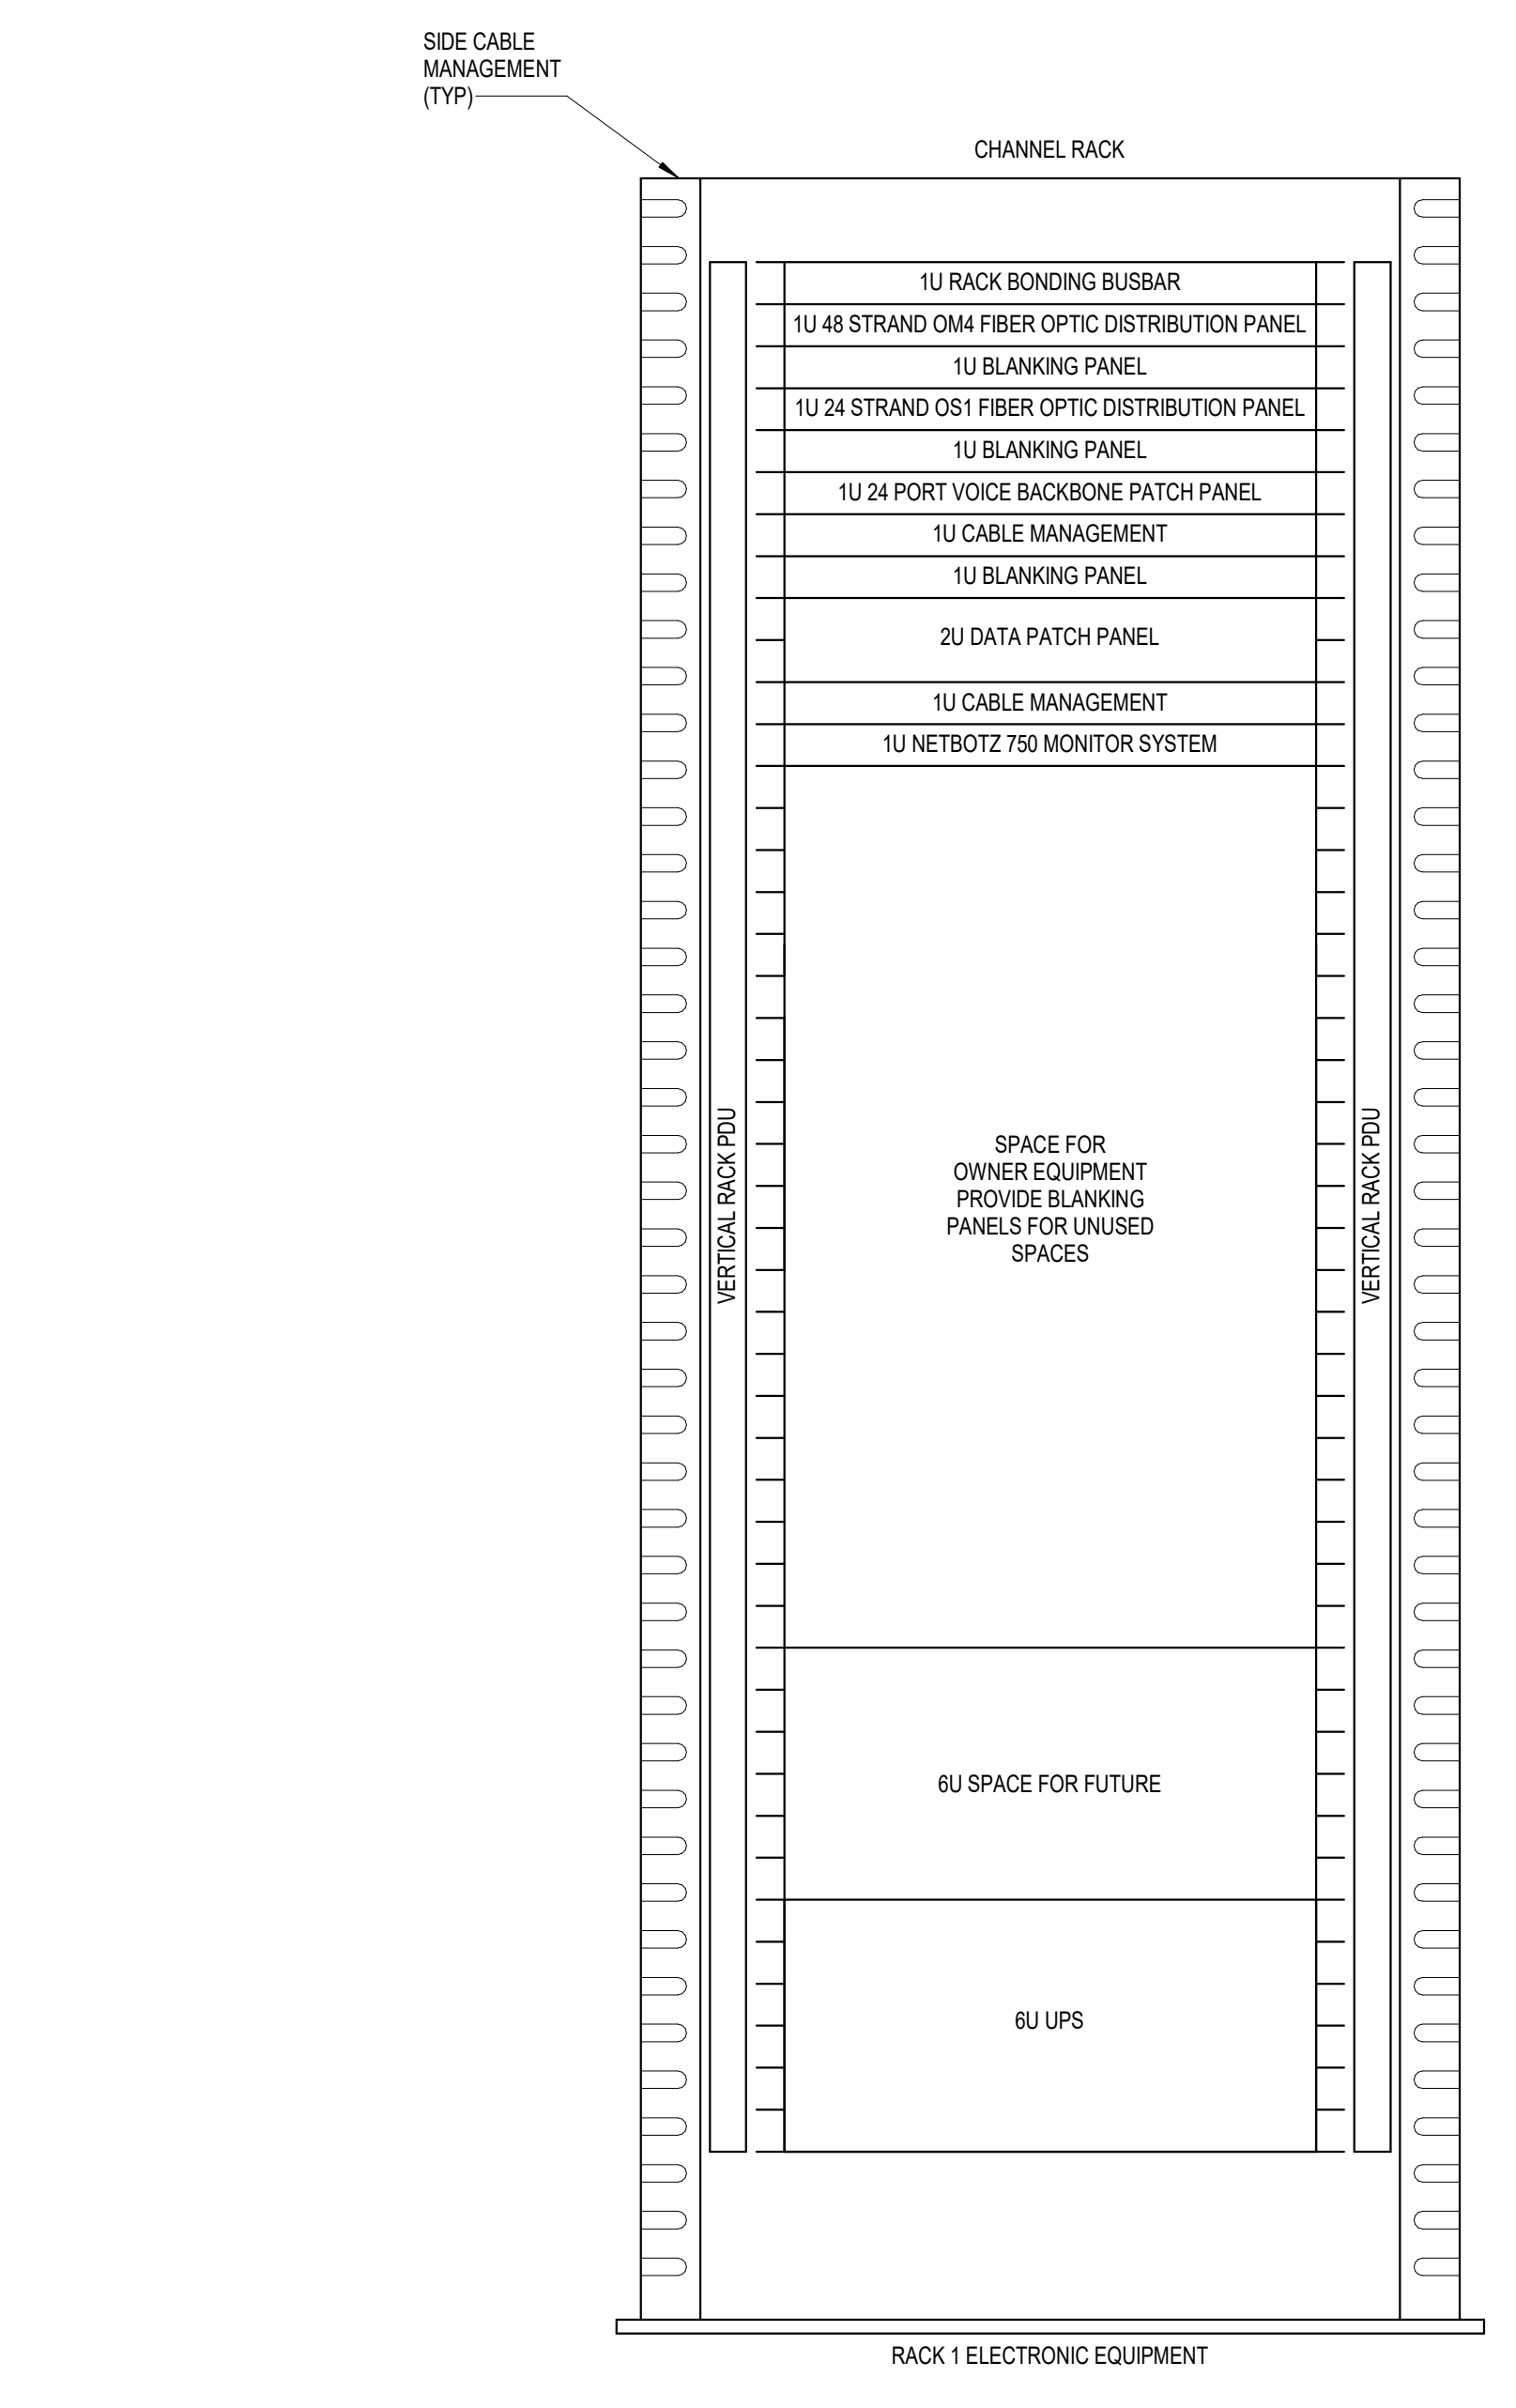 SIDE CABLE
MANAGEMENT
(TYP)
CHANNEL RACK
1U RACK BONDING BUSBAR
1U 48 STRAND OM4 FIBER OPTIC DISTRIBUTION PANEL
1U BLANKING PANEL
1U 24 STRAND OS1 FIBER OPTIC DISTRIBUTION PANEL
1U BLANKING PANEL
1U 24 PORT VOICE BACKBONE PATCH PANEL
1U CABLE MANAGEMENT
1U BLANKING PANEL
2U DATA PATCH PANEL
1U CABLE MANAGEMENT
1U NETBOTZ 750 MONITOR SYSTEM
VERTICAL RACK PDU
SPACE FOR
OWNER EQUIPMENT
PROVIDE BLANKING
PANELS FOR UNUSED
SPACES
VERTICAL RACK PDU
6U SPACE FOR FUTURE
6U UPS
RACK 1 ELECTRONIC EQUIPMENT